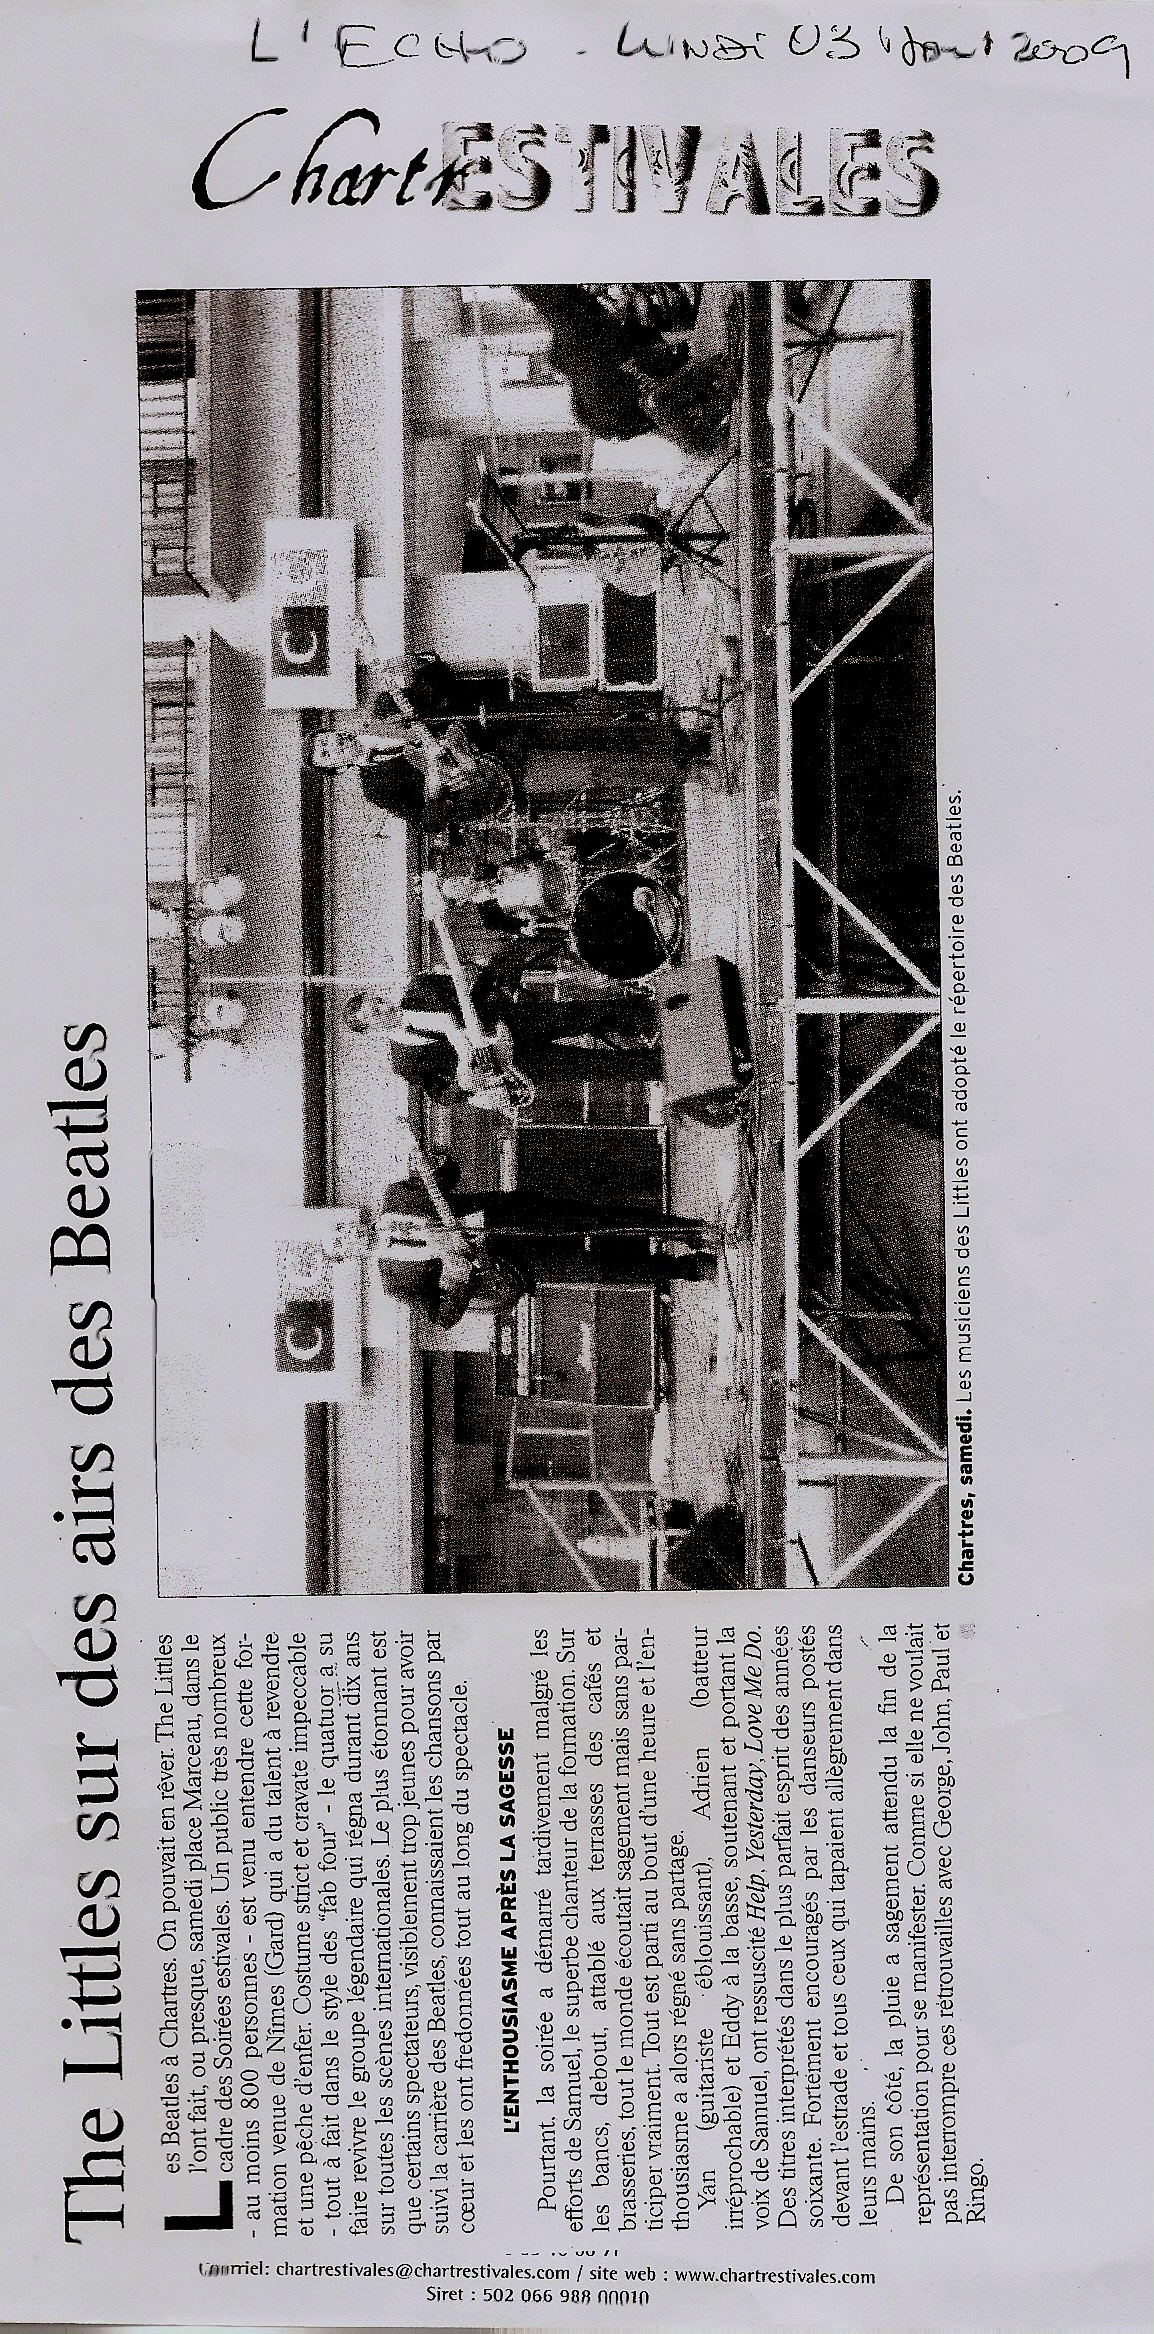 L'ECHO - LUNDI 03 Aout 2009
Chartr ESTIVALES
The Littles sur des airs des Beatles
Les Beatles à Chartres. On pouvait en rêver. The Littles
l'ont fait, ou presque, samedi place Marceau, dans le
cadre des Soirées estivales. Un public très nombreux
- au moins 800 personnes - est venu entendre cette for-
mation venue de Nîmes (Gard) qui a du talent à revendre
et une pêche d'enfer. Costume strict et cravate impeccable
- tout à fait dans le style des "fab four" - le quatuor a su
faire revivre le groupe légendaire qui régna durant dix ans
sur toutes les scènes internationales. Le plus étonnant est
que certains spectateurs, visiblement trop jeunes pour avoir
suivi la carrière des Beatles, connaissaient les chansons par
cœur et les ont fredonnées tout au long du spectacle.
L'ENTHOUSIASME APRÈS LA SAGESSE
Pourtant, la soirée a démarré tardivement malgré les
efforts de Samuel, le superbe chanteur de la formation. Sur
les bancs, debout, attablé aux terrasses des cafés et
brasseries, tout le monde écoutait sagement mais sans par-
ticiper vraiment. Tout est parti au bout d'une heure et l'en-
thousiasme a alors régné sans partage.
Yan (guitariste éblouissant), Adrien (batteur
irréprochable) et Eddy à la basse, soutenant et portant la
voix de Samuel, ont ressuscité Help, Yesterday, Love Me Do.
Des titres interprétés dans le plus parfait esprit des années
soixante. Fortement encouragés par les danseurs postés
devant l'estrade et tous ceux qui tapaient allègrement dans
leurs mains.
De son côté, la pluie a sagement attendu la fin de la
représentation pour se manifester. Comme si elle ne voulait
pas interrompre ces retrouvailles avec George, John, Paul et
Ringo.
C
C
Chartres, samedi. Les musiciens des Littles ont adopté le répertoire des Beatles.
Courriel: chartrestivales@chartrestivales.com / site web : www.chartrestivales.com
Siret : 502 066 988 00010